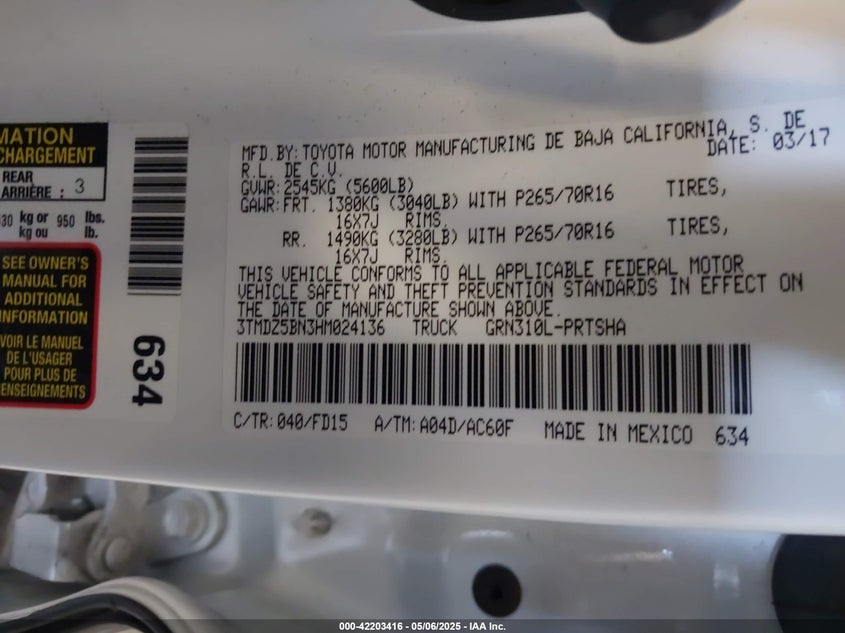 MATION
CHARGEMENT
REAR
ARRIÈRE : 3
kg or 950 lbs.
kg ou lb.
SEE OWNER'S
MANUAL FOR
ADDITIONAL
INFORMATION
VOIR LE MANUEL
DE L'USAGER
POUR PLUS DE
RENSEIGNEMENTS
634
MFD.BY:TOYOTA MOTOR MANUFACTURING DE BAJA CALIFORNIA, S. DE
R.L. DE C.V. DATE: 03/17
GVWR:2545KG (5600LB)
GAWR:FRT. 1380KG (3040LB) WITH P265/70R16 TIRES,
16X7J RIMS.
RR. 1490KG (3280LB) WITH P265/70R16 TIRES,
16X7J RIMS.
THIS VEHICLE CONFORMS TO ALL APPLICABLE FEDERAL MOTOR
VEHICLE SAFETY AND THEFT PREVENTION STANDARDS IN EFFECT ON
THE DATE OF MANUFACTURE SHOWN ABOVE.
3TMDZ5BN3HM024136 TRUCK GRN310L-PRTSHA
C/TR:040/FD15 A/TM:A04D/AC60F MADE IN MEXICO 634
000-42203416 - 05/06/2025 - IAA Inc.